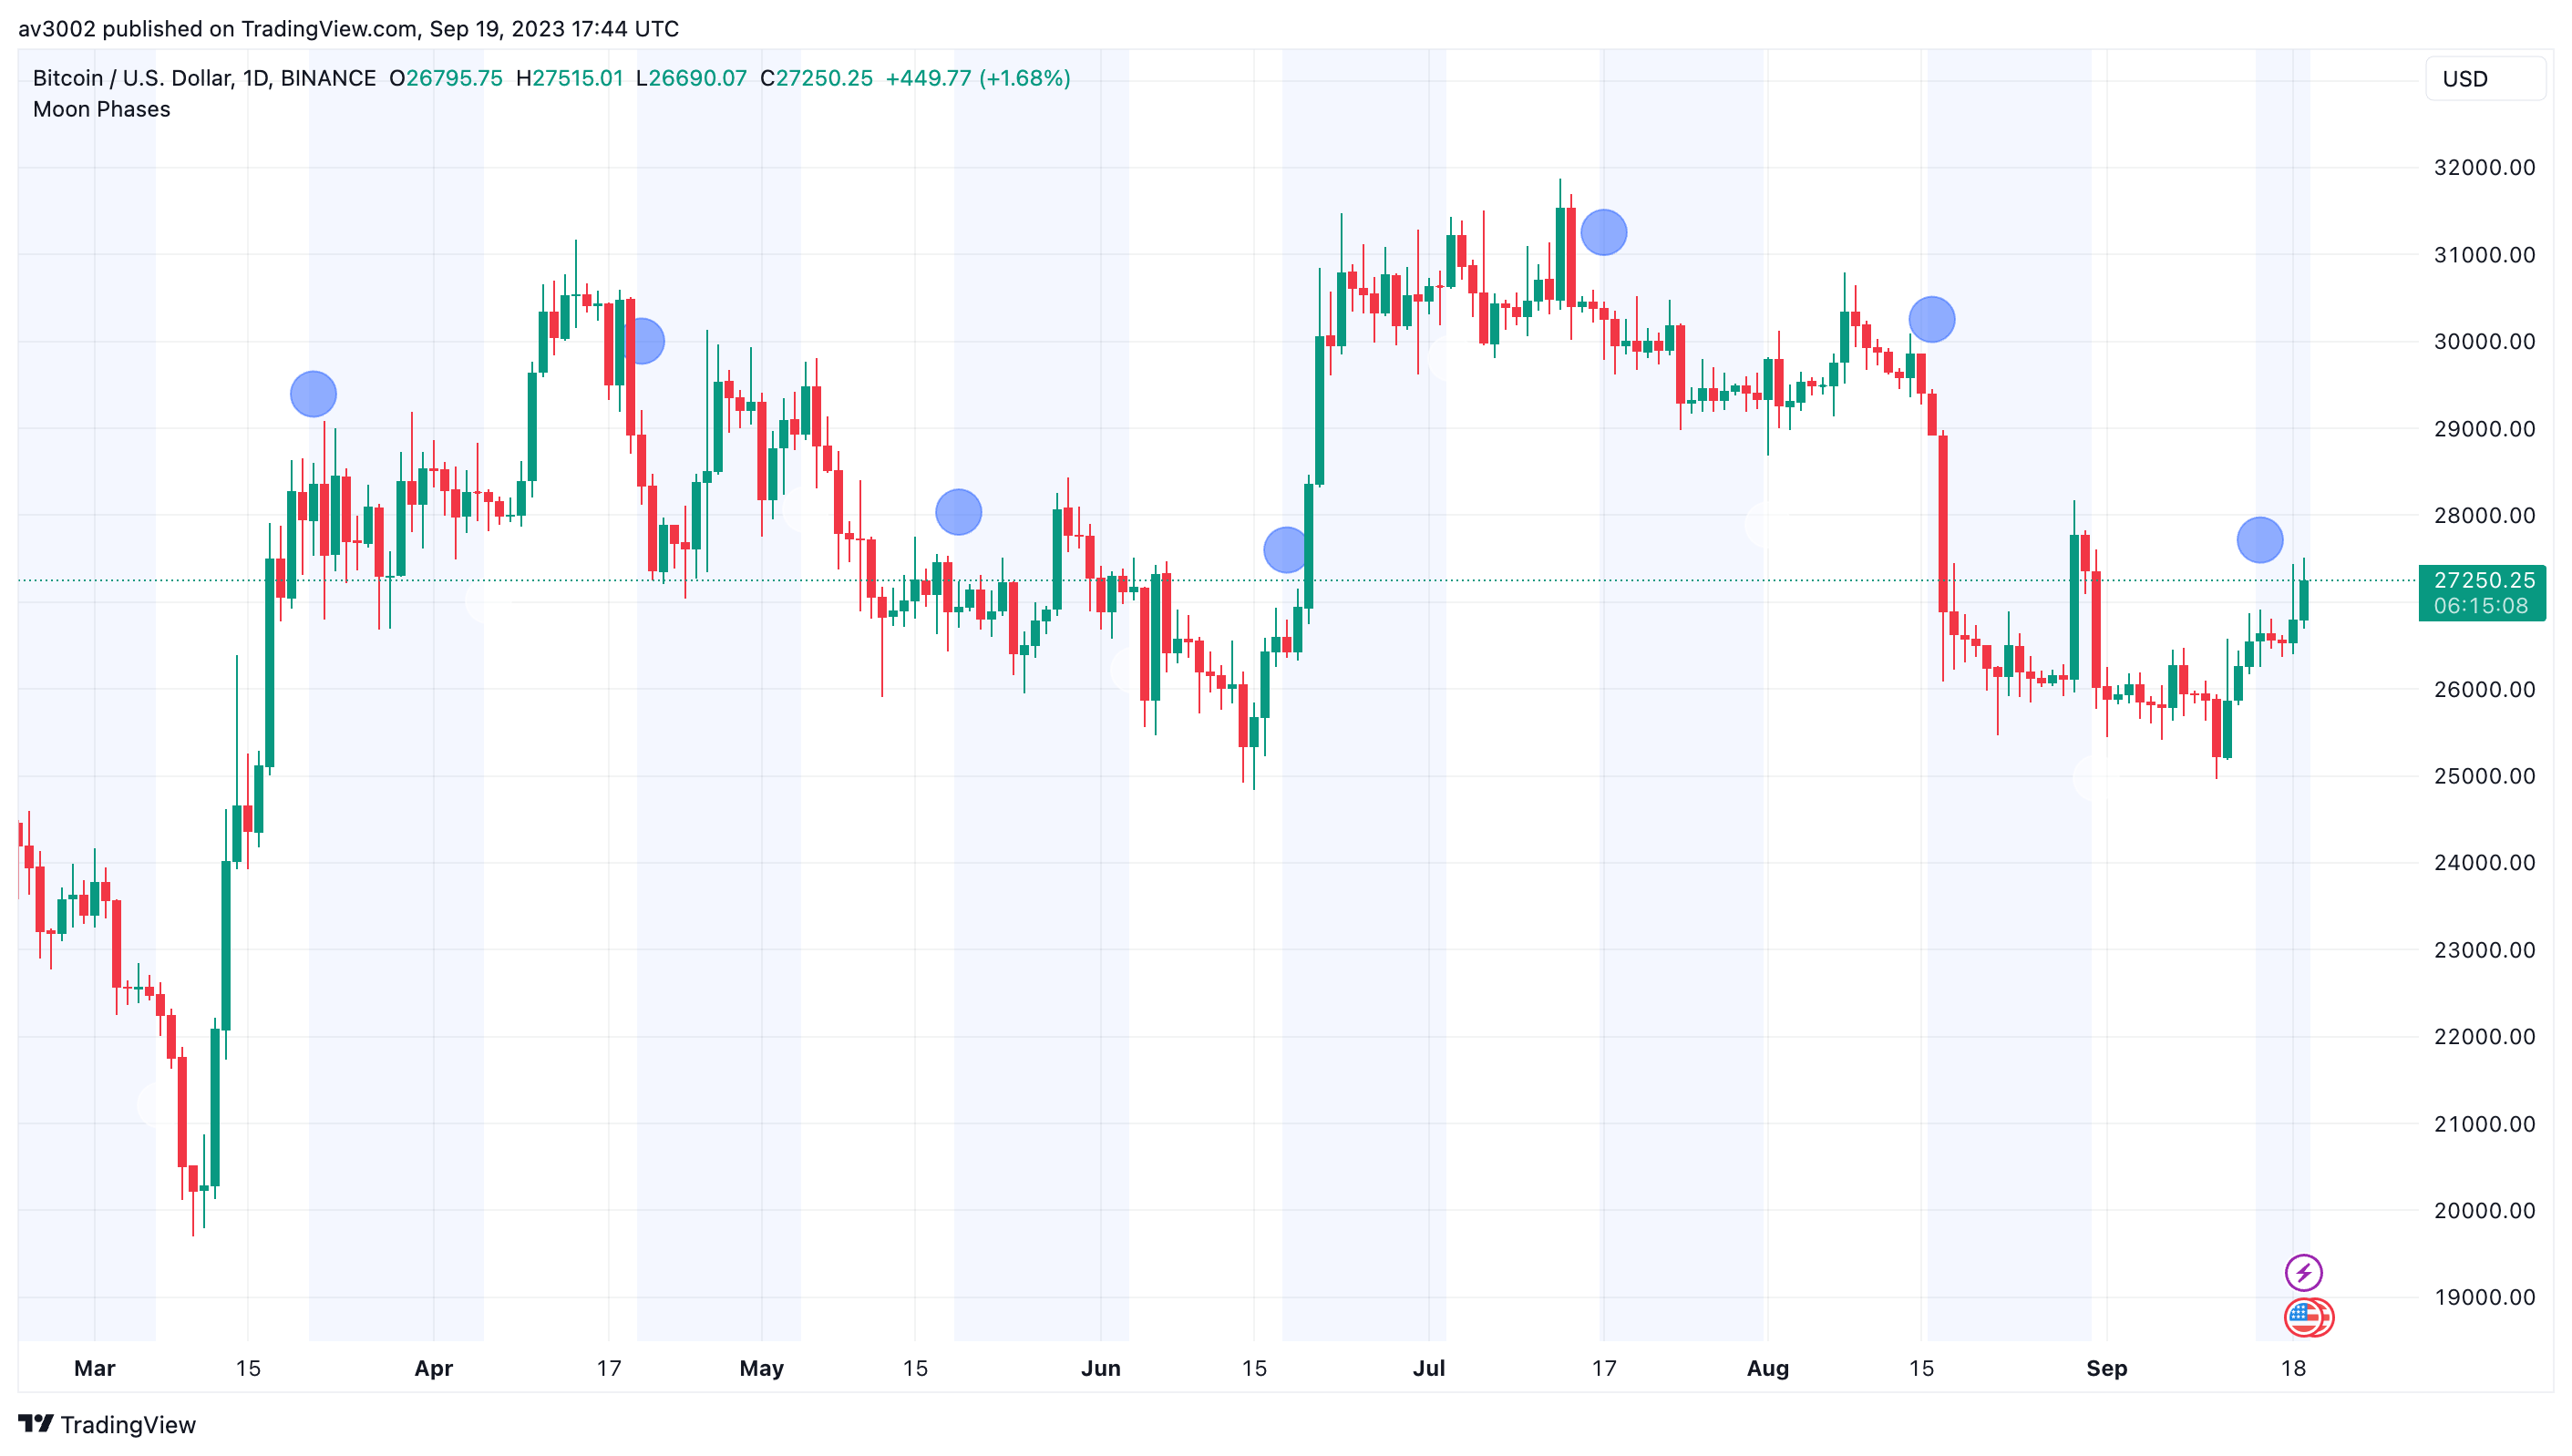 av3002 published on TradingView.com, Sep 19, 2023 17:44 UTC
Bitcoin / U.S. Dollar, 1D, BINANCE O26795.75 H27515.01 L26690.07 C27250.25 +449.77 (+1.68%)
Moon Phases
USD
32000.00
31000.00
30000.00
29000.00
28000.00
27250.25
06:15:08
26000.00
25000.00
24000.00
23000.00
22000.00
21000.00
20000.00
19000.00
Mar 15 Apr 17 May 15 Jun 15 Jul 17 Aug 15 Sep 18
TradingView